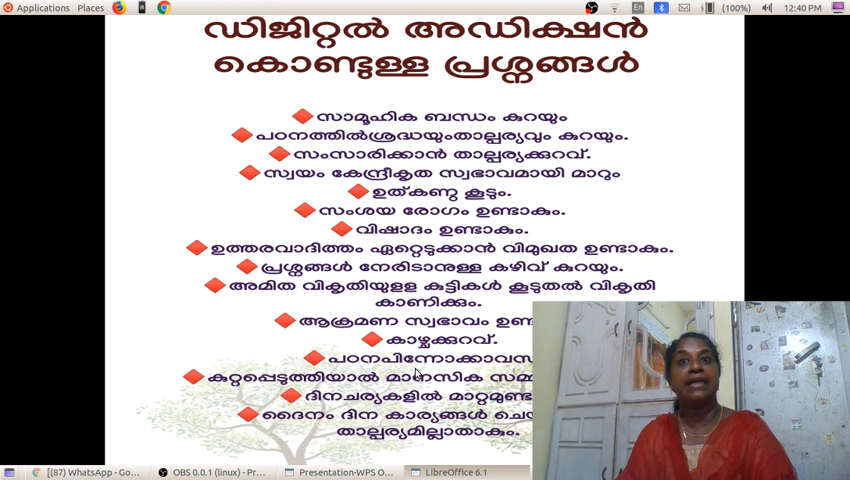 Applications Places En (100%) 12:40 PM
ഡിജിറ്റൽ അഡിക്ഷൻ
കൊണ്ടുള്ള പ്രശ്നങ്ങൾ
സാമൂഹിക ബന്ധം കുറയും
പഠനത്തിൽശ്രദ്ധയുംതാല്പര്യവും കുറയും.
സംസാരിക്കാൻ താല്പര്യക്കുറവ്.
സ്വയം കേന്ദ്രീകൃത സ്വഭാവമായി മാറും
ഉത്കണ്ഠ കൂടും.
സംശയ രോഗം ഉണ്ടാകും.
വിഷാദം ഉണ്ടാകും.
ഉത്തരവാദിത്തം ഏറ്റെടുക്കാൻ വിമുഖത ഉണ്ടാകും.
പ്രശ്നങ്ങൾ നേരിടാനുള്ള കഴിവ് കുറയും.
അമിത വികൃതിയുളള കുട്ടികൾ കൂടുതൽ വികൃതി
കാണിക്കും.
ആക്രമണ സ്വഭാവം
കാഴ്ചക്കുറവ്.
കുറ്റപ്പെടുത്തിയാൽ മാനസിക
ദിനചര്യകളിൽ
ദൈനം ദിന കാര്യങ്ങൾ
താല്പര്യമില്ലാതാകും.
(87) WhatsApp - Go... OBS 0.0.1 (linux) - Pr... Presentation-WPS O... LibreOffice 6.1